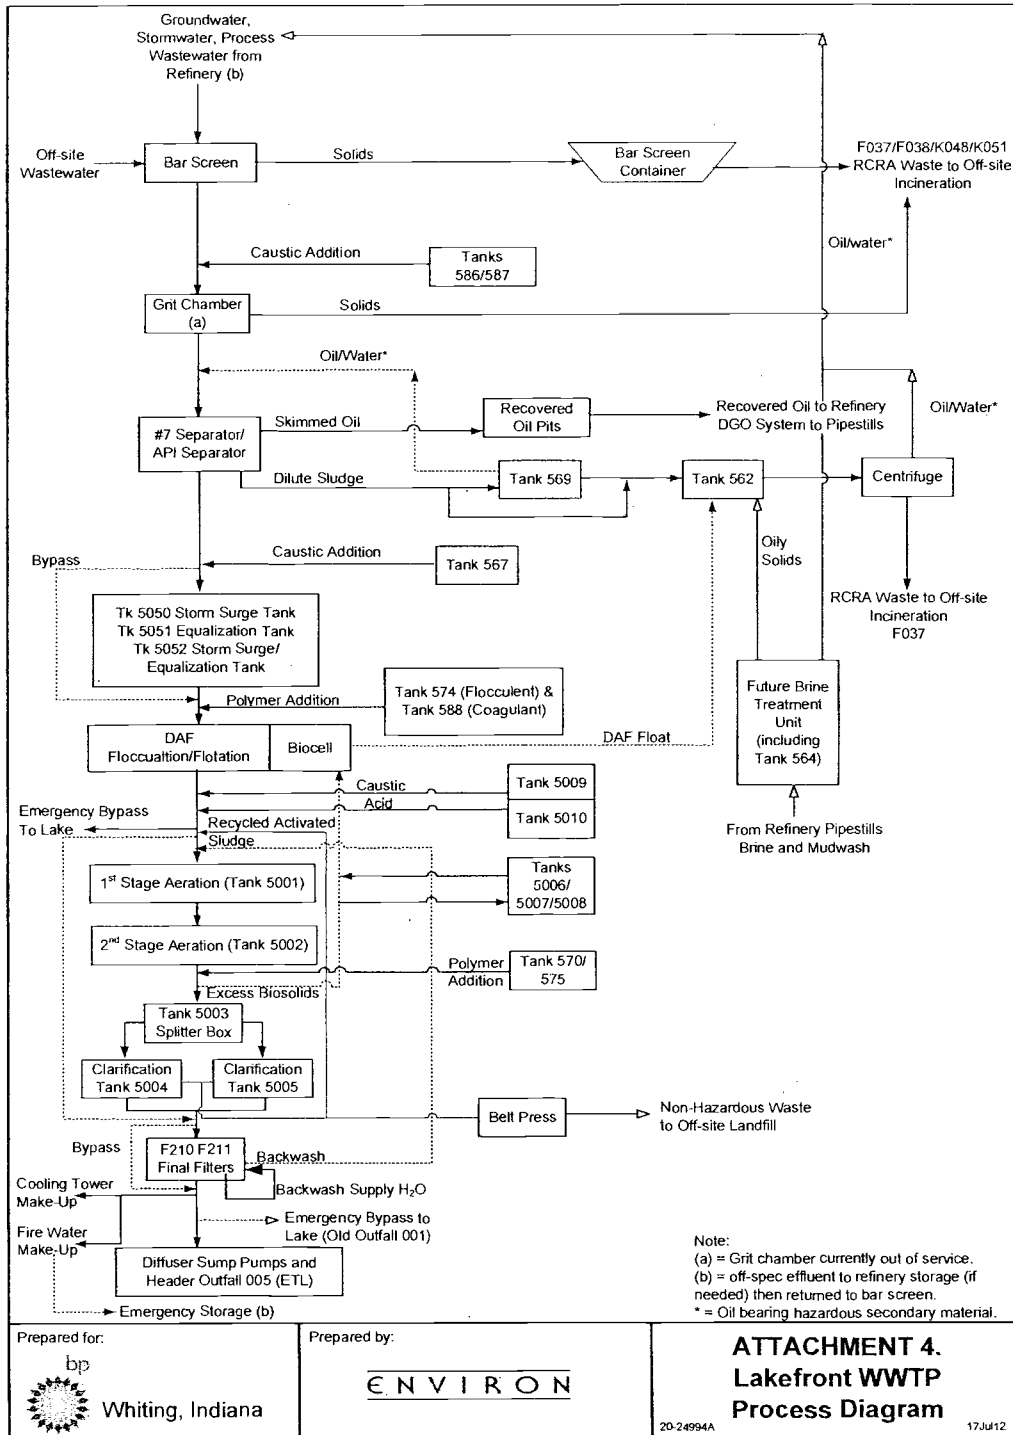 Groundwater,
Stormwater, Process
Wastewater from
Refinery (b)
Off-site
Wastewater
Bar Screen
Solids
Bar Screen
Container
F037/F038/K048/K051
RCRA Waste to Off-site
Incineration
Oil/water*
Caustic Addition
Tanks
586/587
Grit Chamber
(a)
Solids
Oil/Water*
#7 Separator/
API Separator
Skimmed Oil
Recovered
Oil Pits
Recovered Oil to Refinery
DGO System to Pipestills
Oil/Water*
Dilute Sludge
Tank 569
Tank 562
Centrifuge
Oily
Solids
Bypass
Caustic Addition
Tank 567
RCRA Waste to Off-site
Incineration
F037
Tk 5050 Storm Surge Tank
Tk 5051 Equalization Tank
Tk 5052 Storm Surge/
Equalization Tank
Polymer Addition
Tank 574 (Flocculent) &
Tank 588 (Coagulant)
Future Brine
Treatment
Unit
(including
Tank 564)
DAF
Floccualtion/Flotation
Biocell
DAF Float
Caustic
Tank 5009
Acid
Tank 5010
Emergency Bypass
To Lake
Recycled Activated
Sludge
From Refinery Pipestills
Brine and Mudwash
1st Stage Aeration (Tank 5001)
Tanks
5006/
5007/5008
2nd Stage Aeration (Tank 5002)
Polymer
Addition
Tank 570/
575
Excess Biosolids
Tank 5003
Splitter Box
Clarification
Tank 5004
Clarification
Tank 5005
Belt Press
Non-Hazardous Waste
to Off-site Landfill
Bypass
F210 F211
Final Filters
Backwash
Backwash Supply H2O
Cooling Tower
Make-Up
Emergency Bypass to
Lake (Old Outfall 001)
Fire Water
Make-Up
Diffuser Sump Pumps and
Header Outfall 005 (ETL)
Emergency Storage (b)
Note:
(a) = Grit chamber currently out of service.
(b) = off-spec effluent to refinery storage (if
needed) then returned to bar screen.
* = Oil bearing hazardous secondary material.
Prepared for:
bp
Whiting, Indiana
Prepared by:
ENVIRON
ATTACHMENT 4.
Lakefront WWTP
Process Diagram
20-24994A
17Jul12